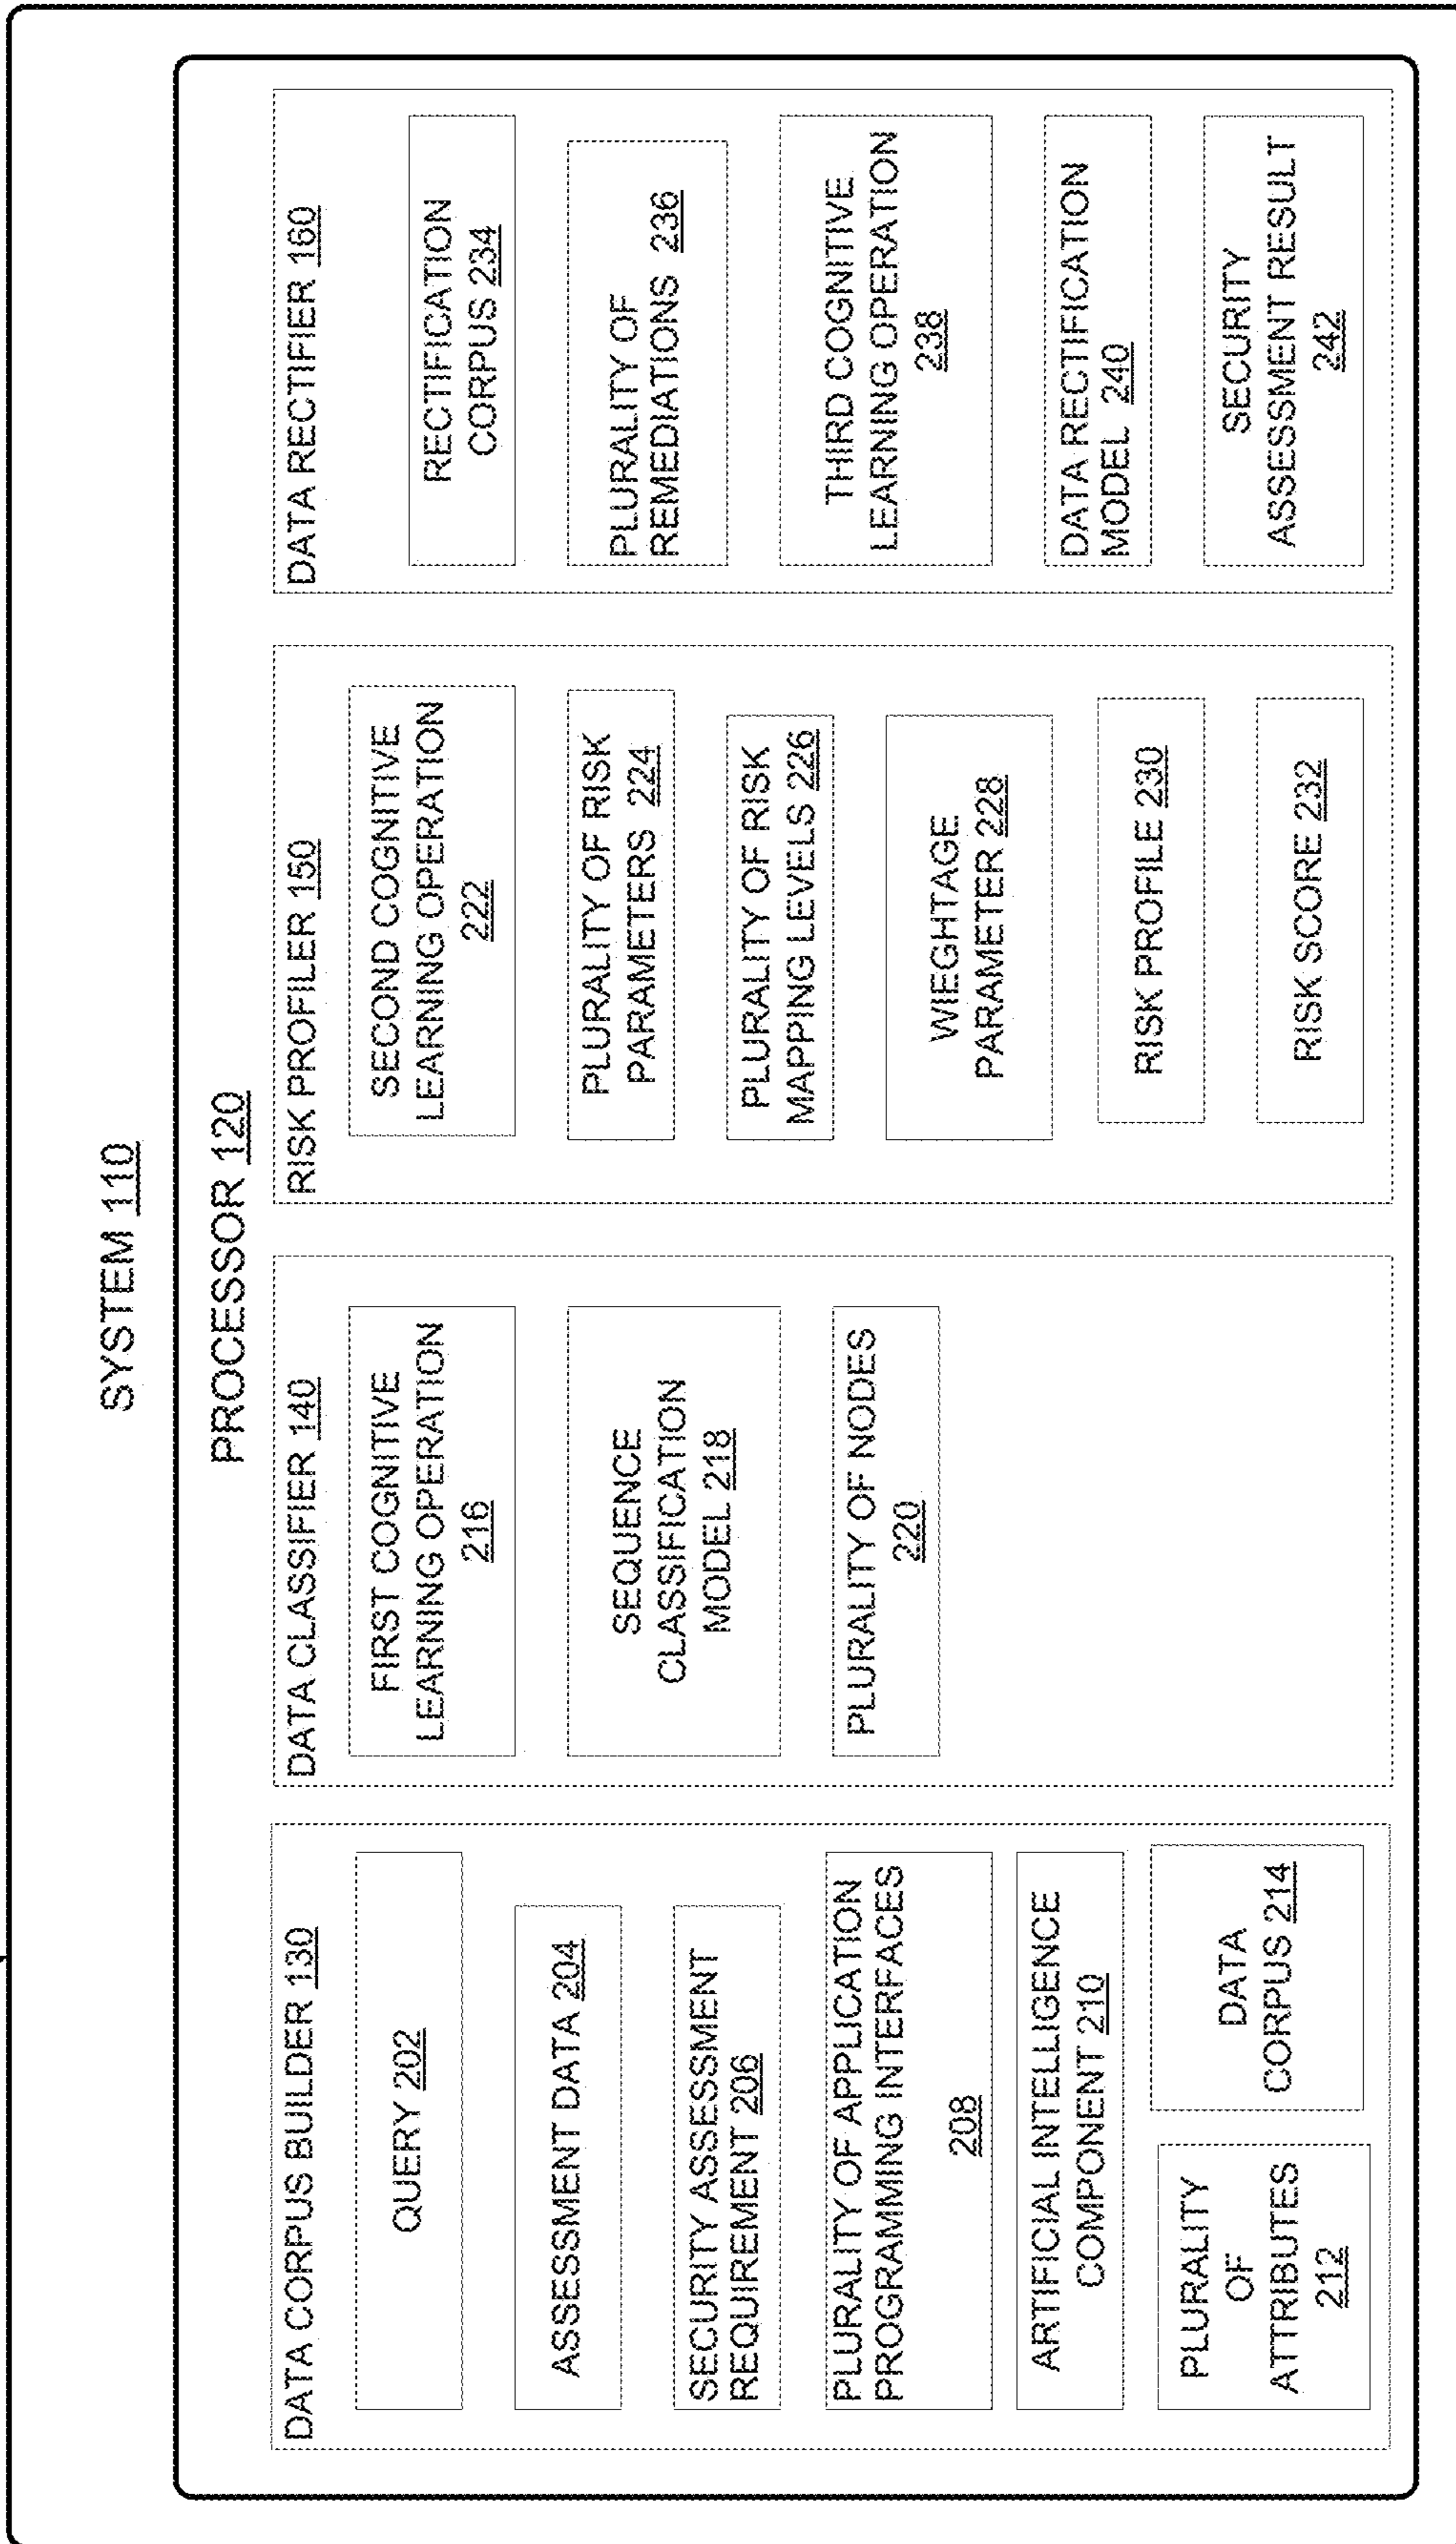 SYSTEM 110
PROCESSOR 120
DATA CORPUS BUILDER 130
QUERY 202
ASSESSMENT DATA 204
SECURITY ASSESSMENT
REQUIREMENT 206
PLURALITY OF APPLICATION
PROGRAMMING INTERFACES
208
ARTIFICIAL INTELLIGENCE
COMPONENT 210
PLURALITY
OF
ATTRIBUTES
212
DATA
CORPUS 214
DATA CLASSIFIER 140
FIRST COGNITIVE
LEARNING OPERATION
216
SEQUENCE
CLASSIFICATION
MODEL 218
PLURALITY OF NODES
220
RISK PROFILER 150
SECOND COGNITIVE
LEARNING OPERATION
222
PLURALITY OF RISK
PARAMETERS 224
PLURALITY OF RISK
MAPPING LEVELS 226
WIEGHTAGE
PARAMETER 228
RISK PROFILE 230
RISK SCORE 232
DATA RECTIFIER 160
RECTIFICATION
CORPUS 234
PLURALITY OF
REMEDIATIONS 236
THIRD COGNITIVE
LEARNING OPERATION
238
DATA RECTIFICATION
MODEL 240
SECURITY
ASSESSMENT RESULT
242